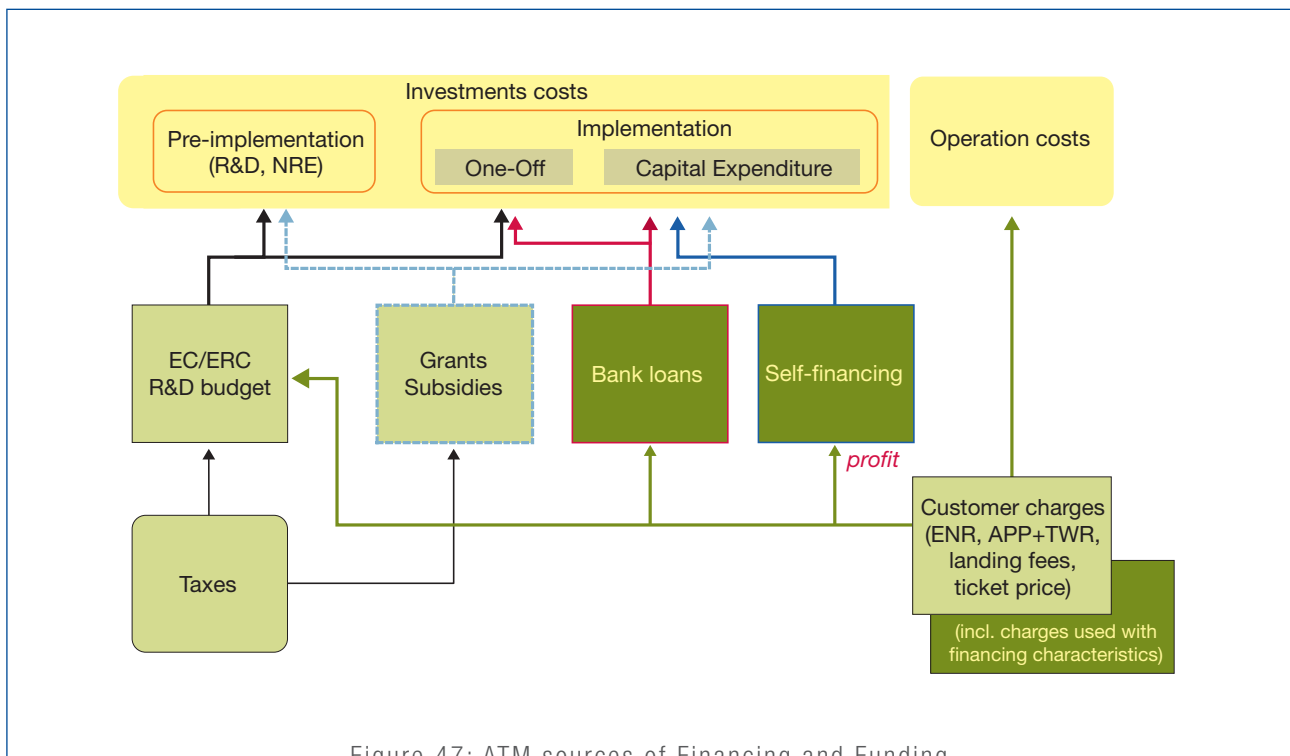 Investments costs
Pre-implementation
(R&D, NRE)
Implementation
One-Off
Capital Expenditure
Operation costs
EC/ERC
R&D budget
Grants
Subsidies
Bank loans
Self-financing
profit
Taxes
Customer charges
(ENR, APP+TWR,
landing fees,
ticket price)
(incl. charges used with
financing characteristics)
Figure 47: ATM sources of Financing and Funding